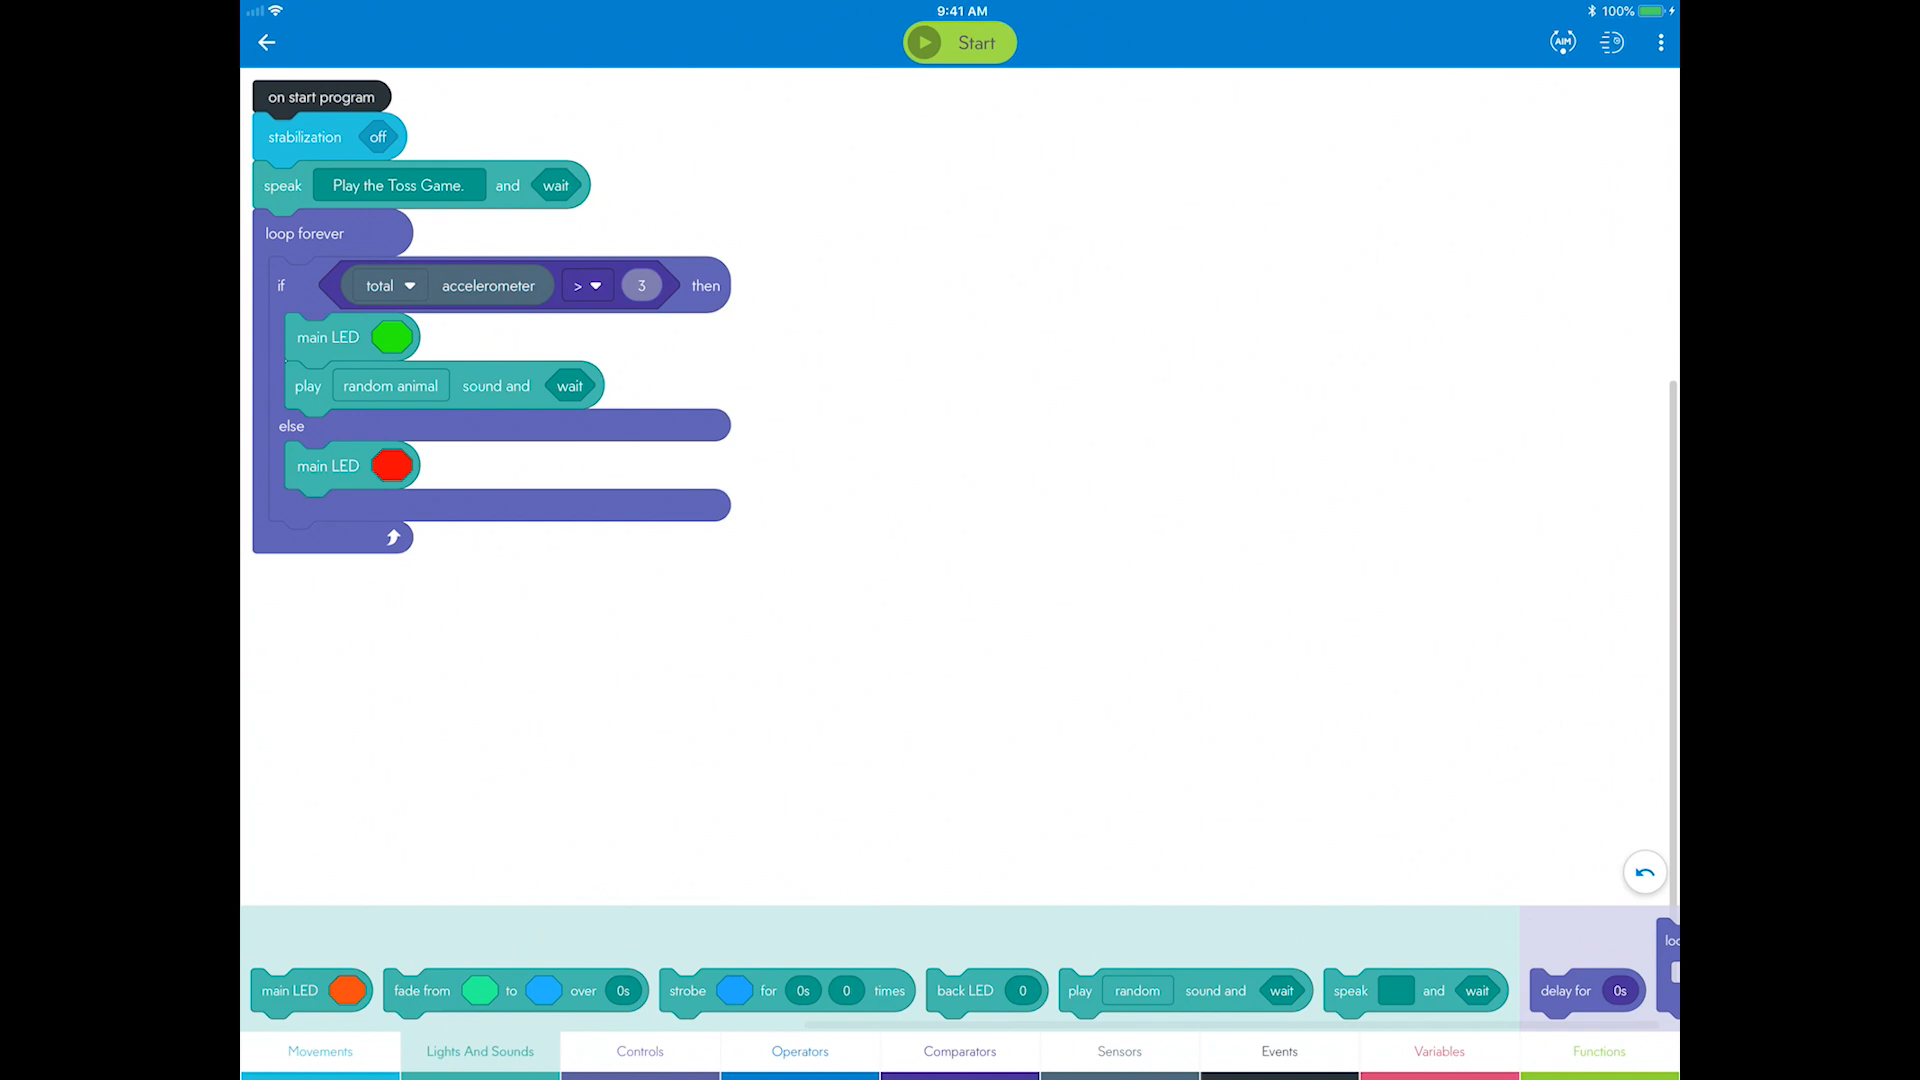 9:41 AM 100%
Start AIM
on start program
stabilization off
speak Play the Toss Game. and wait
loop forever
if total accelerometer > 3 then
main LED
play random animal sound and wait
else
main LED
main LED fade from to over 0s strobe for 0s 0 times back LED 0 play random sound and wait speak and wait delay for 0s
Movements Lights And Sounds Controls Operators Comparators Sensors Events Variables Functions